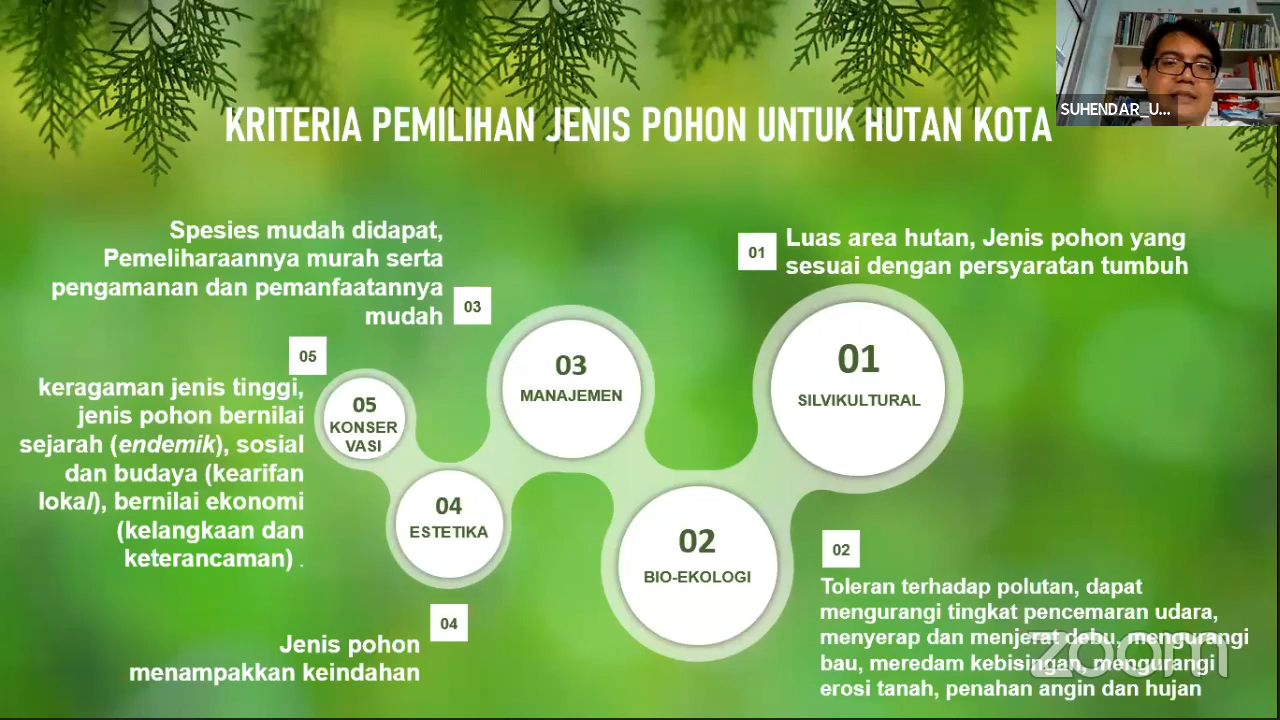 KRITERIA PEMILIHAN JENIS POHON UNTUK HUTAN KOTA
SUHENDAR_U...
01
Luas area hutan, Jenis pohon yang
sesuai dengan persyaratan tumbuh
Spesies mudah didapat,
Pemeliharaannya murah serta
pengamanan dan pemanfaatannya
mudah
03
05
keragaman jenis tinggi,
jenis pohon bernilai
sejarah (endemik), sosial
dan budaya (kearifan
lokal), bernilai ekonomi
(kelangkaan dan
keterancaman) .
01
SILVIKULTURAL
02
BIO-EKOLOGI
03
MANAJEMEN
04
ESTETIKA
05
KONSER
VASI
04
Jenis pohon
menampakkan keindahan
02
Toleran terhadap polutan, dapat
mengurangi tingkat pencemaran udara,
menyerap dan menjerat debu, mengurangi
bau, meredam kebisingan, mengurangi
erosi tanah, penahan angin dan hujan
zoom